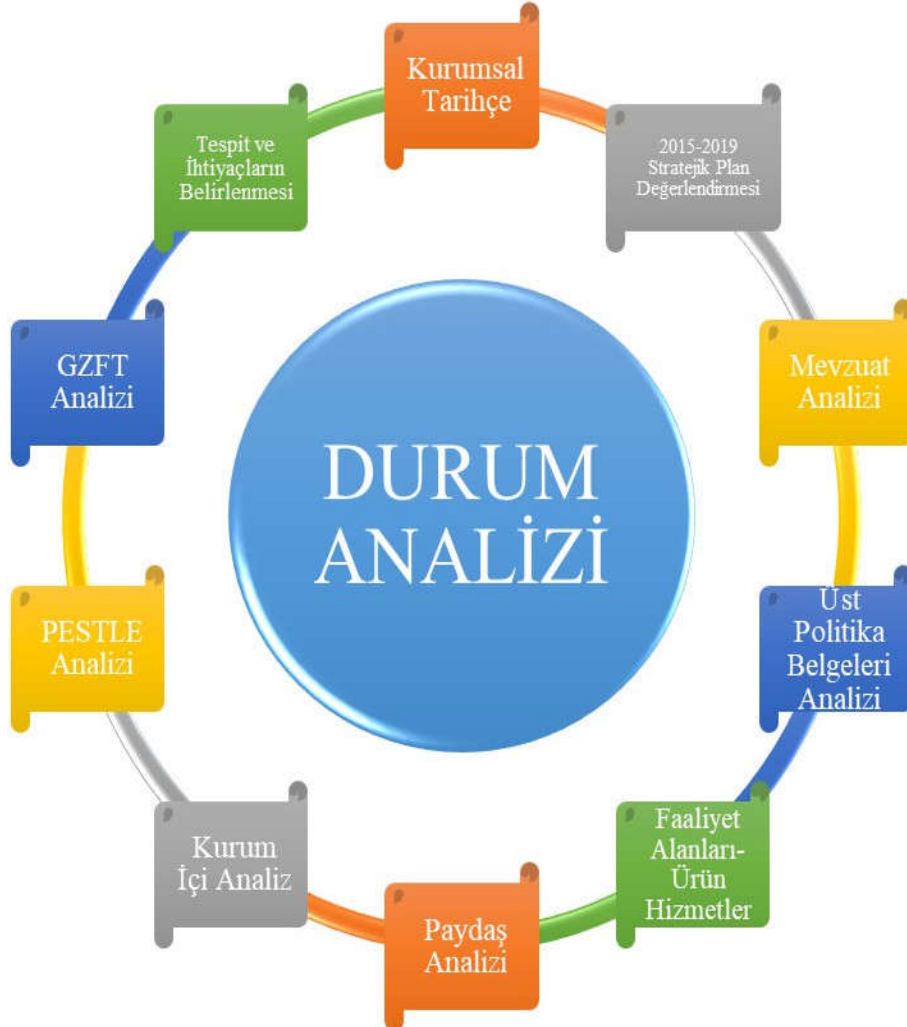 Kurumsal
Tarihçe
2015-2019
Stratejik Plan
Değerlendirmesi
Mevzuat
Analizi
Üst
Politika
Belgeleri
Analizi
Faaliyet
Alanları-
Ürün
Hizmetler
Paydaş
Analizi
Kurum
İçi Analiz
PESTLE
Analizi
GZFT
Analizi
Tespit ve
İhtiyaçların
Belirlenmesi
DURUM
ANALİZİ